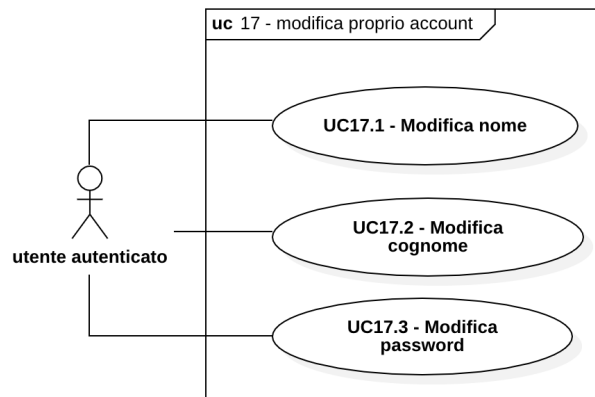 uc 17 - modifica proprio account
UC17.1 - Modifica nome
UC17.2 - Modifica
cognome
utente autenticato
UC17.3 - Modifica
password